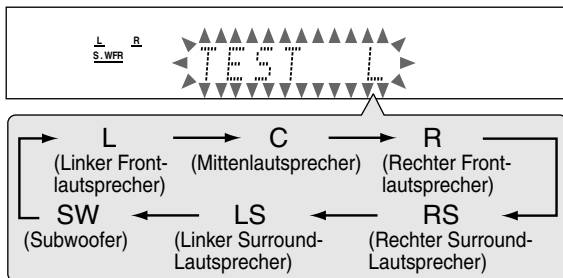 L R
S.WFR
TEST L
L C R
(Linker Front- (Mittenlautsprecher) (Rechter Front-
lautsprecher) lautsprecher)
SW LS RS
(Subwoofer) (Linker Surround- (Rechter Surround-
Lautsprecher) Lautsprecher)